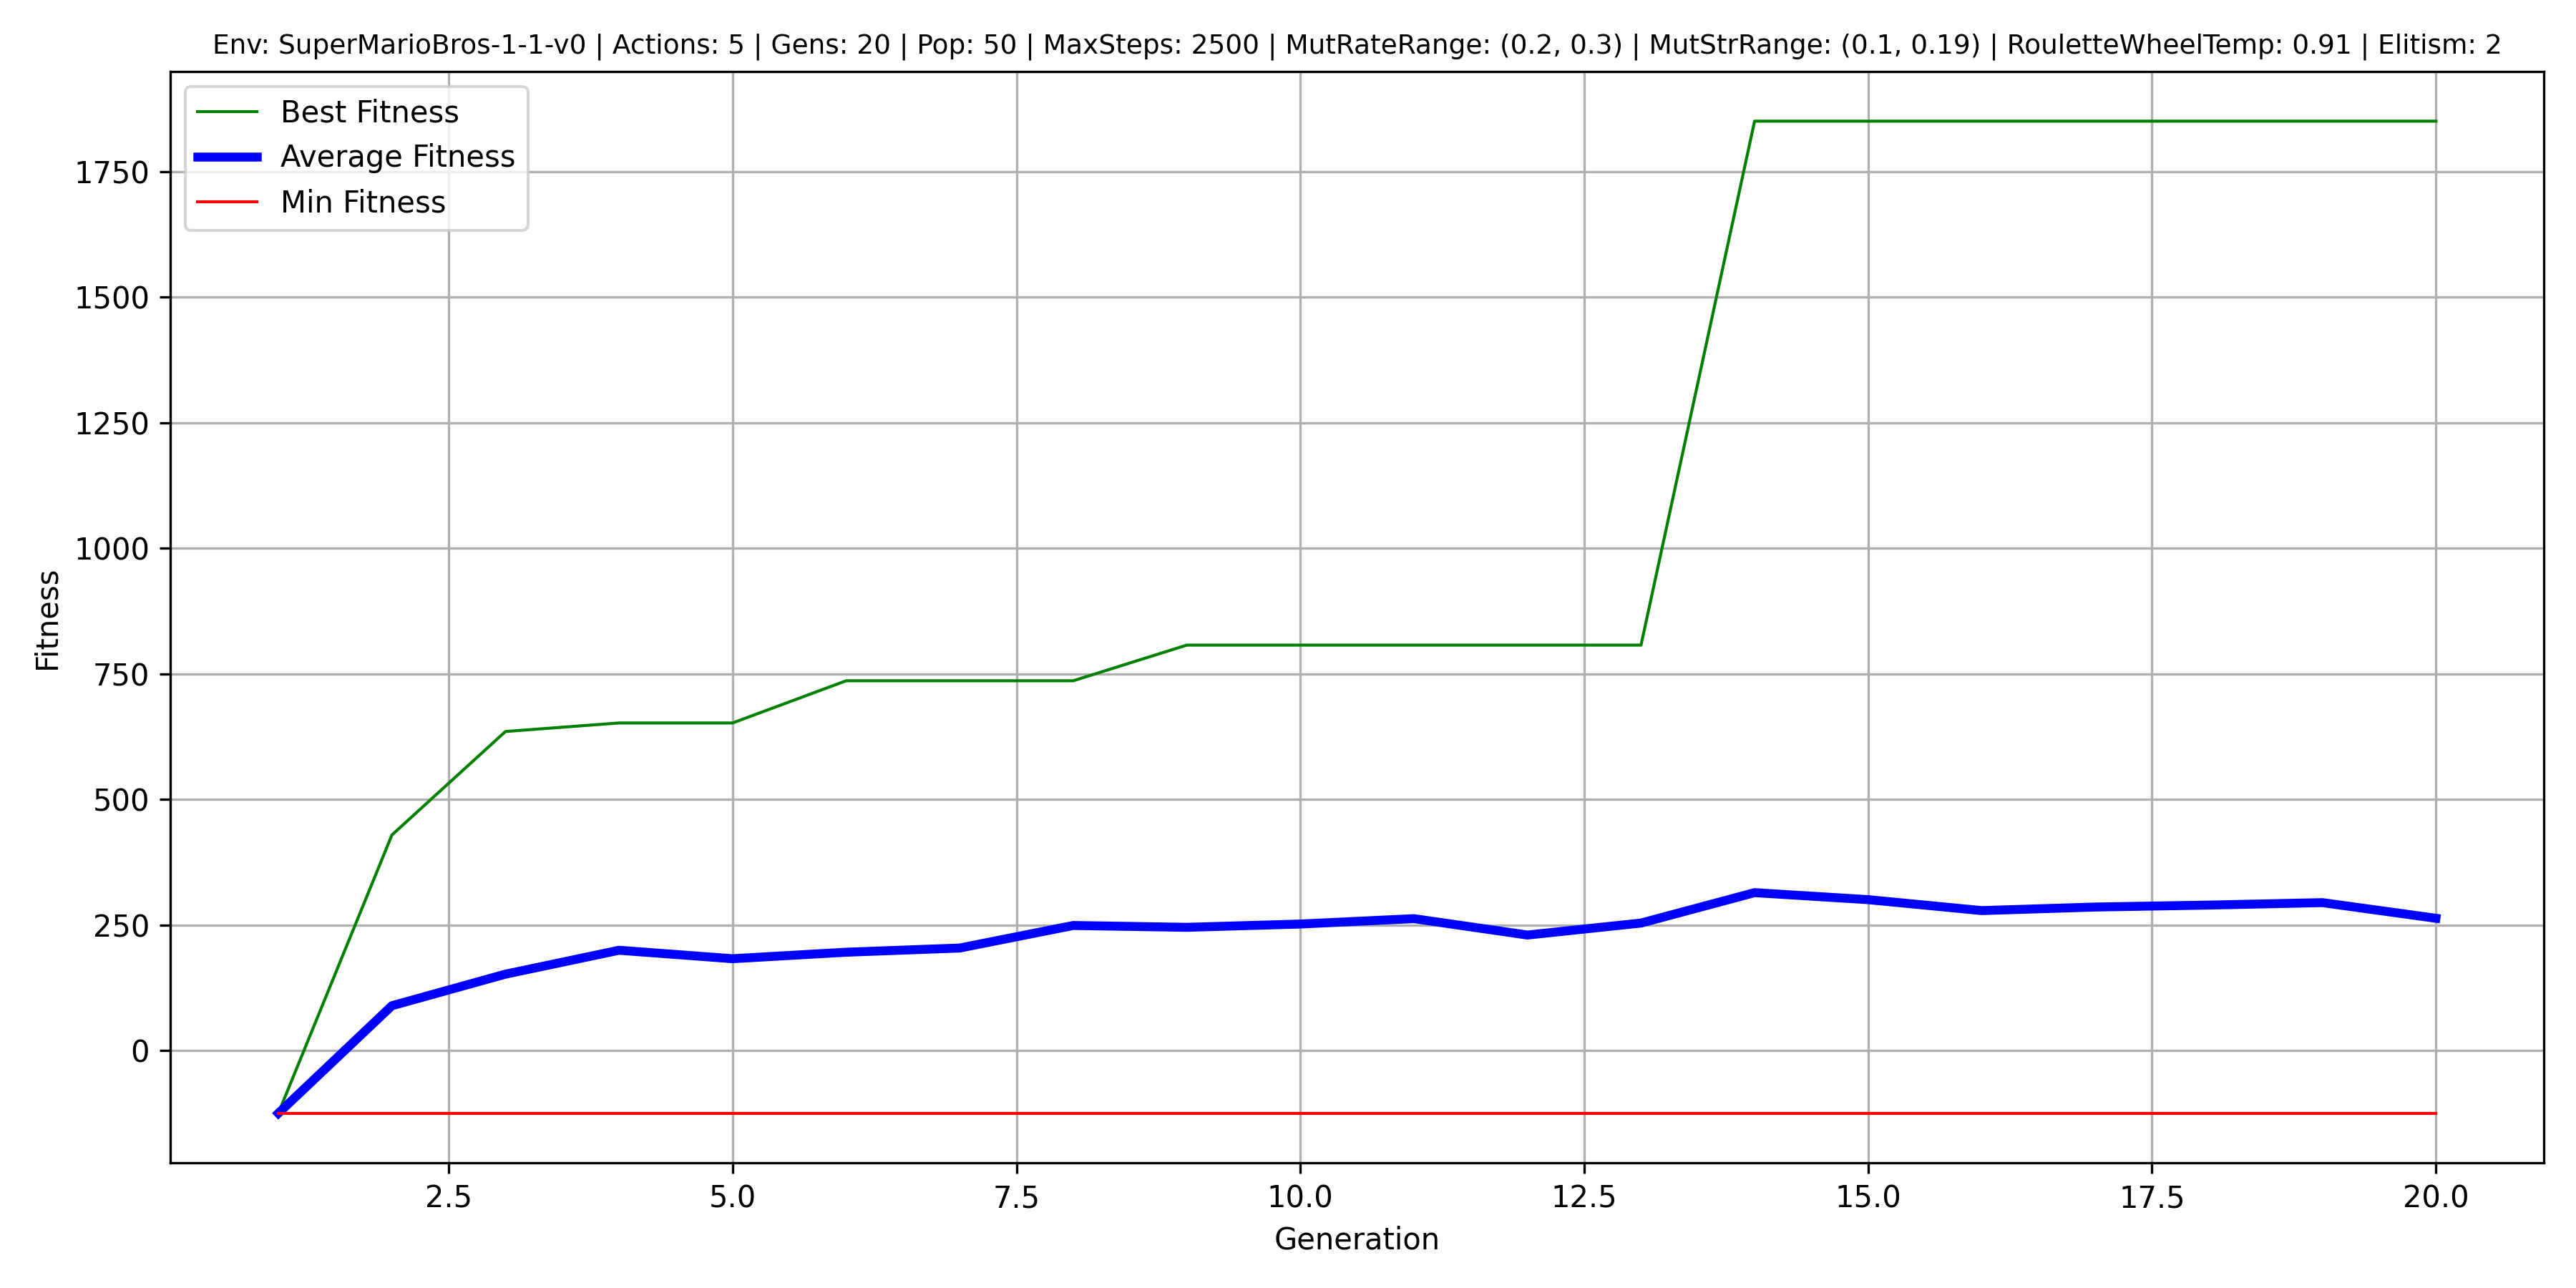 Env: SuperMarioBros-1-1-v0 | Actions: 5 | Gens: 20 | Pop: 50 | MaxSteps: 2500 | MutRateRange: (0.2, 0.3) | MutStrRange: (0.1, 0.19) | RouletteWheelTemp: 0.91 | Elitism: 2
Best Fitness
Average Fitness
Min Fitness
1750
1500
1250
1000
750
500
250
0
Fitness
2.5 5.0 7.5 10.0 12.5 15.0 17.5 20.0
Generation